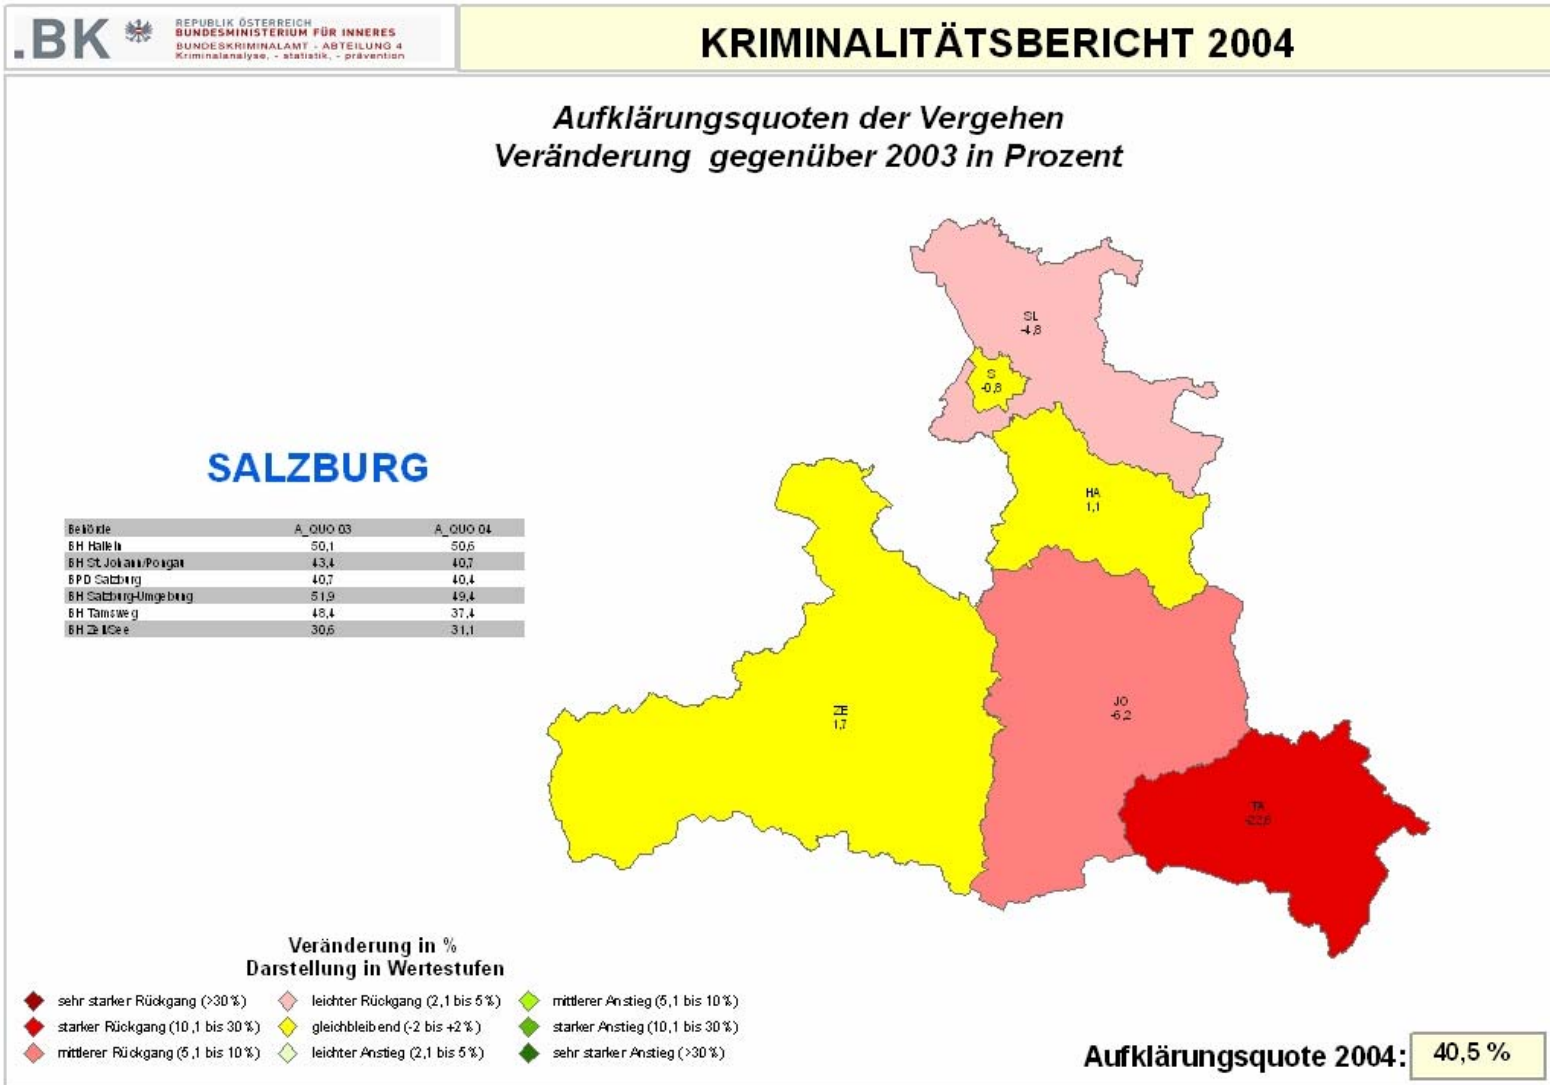 .BK
REPUBLIK ÖSTERREICH
BUNDESMINISTERIUM FÜR INNERES
BUNDESKRIMINALAMT - ABTEILUNG 4
Kriminalanalyse, - statistik, - prävention
KRIMINALITÄTSBERICHT 2004
Aufklärungsquoten der Vergehen
Veränderung gegenüber 2003 in Prozent
SL
-4,8
S
-0,8
HA
1,1
SALZBURG
Behörde A_QUO 03 A_QUO 04
BH Hallein 50,1 50,6
BH St. Johann/Pongau 43,4 40,7
BPD Salzburg 40,7 40,4
BH Salzburg-Umgebung 51,9 49,4
BH Tamsweg 48,4 37,4
BH Zell/See 30,6 31,1
ZE
1,7
JO
-6,2
TA
-22,8
Veränderung in %
Darstellung in Wertestufen
sehr starker Rückgang (>30%) leichter Rückgang (2,1 bis 5%) mittlerer Anstieg (5,1 bis 10%)
starker Rückgang (10,1 bis 30%) gleichbleibend (-2 bis +2%) starker Anstieg (10,1 bis 30%)
mittlerer Rückgang (5,1 bis 10%) leichter Anstieg (2,1 bis 5%) sehr starker Anstieg (>30%)
Aufklärungsquote 2004: 40,5 %